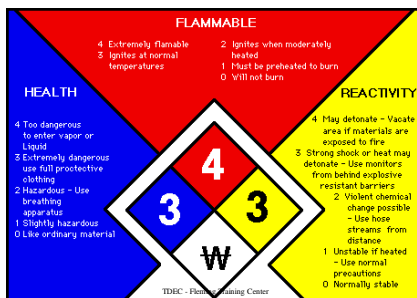 FLAMMABLE
4 Extremely flamable
3 Ignites at normal
temperatures
2 Ignites when moderately
heated
1 Must be preheated to burn
0 Will not burn
HEALTH
4 Too dangerous
to enter vapor or
Liquid
3 Extremely dangerous
use full proctective
clothing
2 Hazardous - Use
breathing
apparatus
1 Slightly hazardous
0 Like ordinary material
REACTIVITY
4 May detonate - Vacate
area if materials are
exposed to fire
3 Strong shock or heat may
detonate - Use monitors
from behind explosive
resistant barriers
2 Violent chemical
change possible
- Use hose
streams from
distance
1 Unstable if heated
- Use normal
precautions
0 Normally stable
4
3
3
W
TDEC - Fleming Training Center